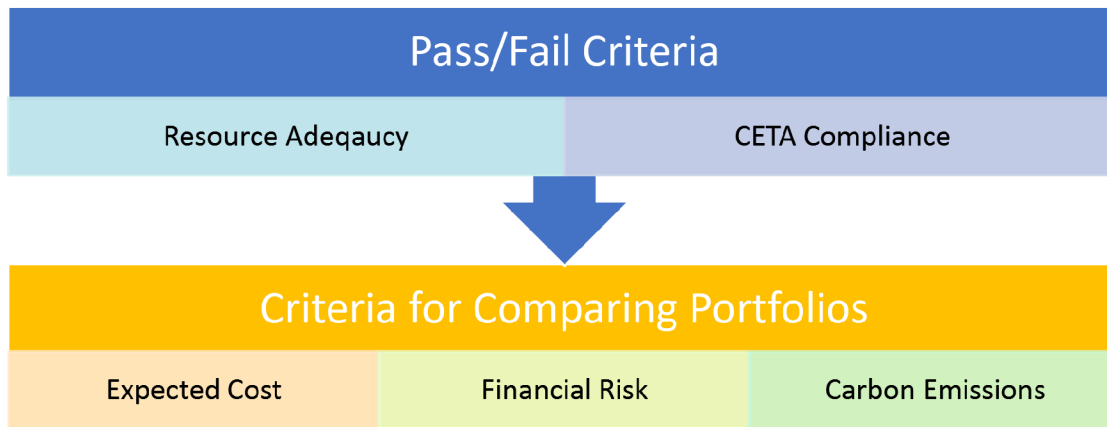 Pass/Fail Criteria
Resource Adeqaucy
CETA Compliance
Criteria for Comparing Portfolios
Expected Cost
Financial Risk
Carbon Emissions